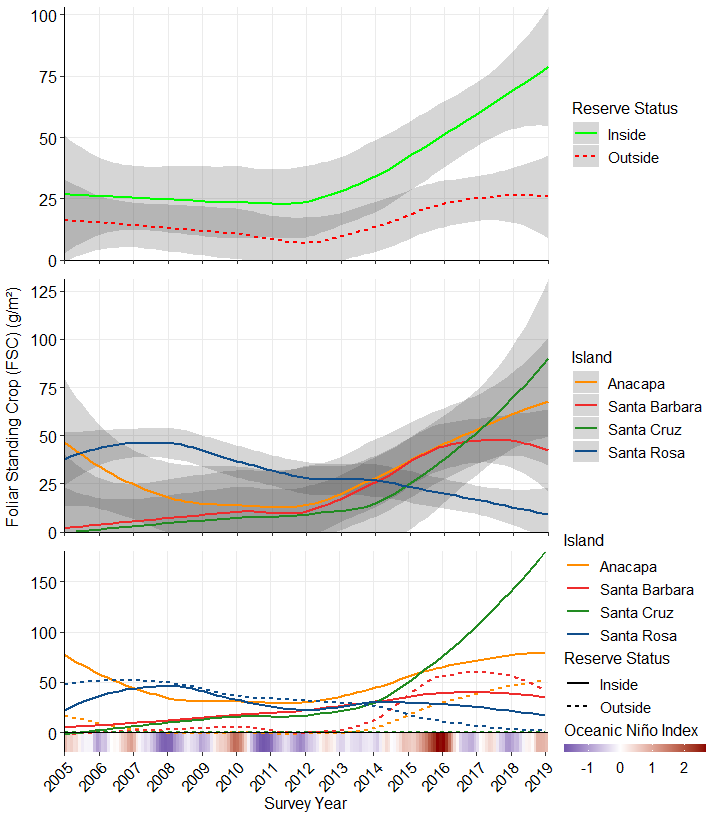 100
75
50
25
0
Reserve Status
Inside
Outside
Foliar Standing Crop (FSC) (g/m²)
125
100
75
50
25
0
Island
Anacapa
Santa Barbara
Santa Cruz
Santa Rosa
150
100
50
0
Island
Anacapa
Santa Barbara
Santa Cruz
Santa Rosa
Reserve Status
Inside
Outside
Oceanic Niño Index
-1 0 1 2
2005 2006 2007 2008 2009 2010 2011 2012 2013 2014 2015 2016 2017 2018 2019
Survey Year